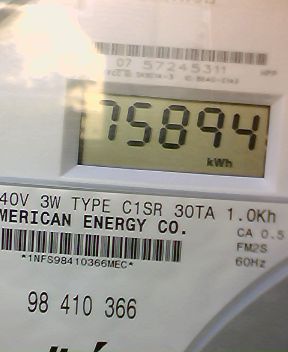 07 57245311
75894
kWh
40V 3W TYPE C1SR 30TA 1.0Kh
MERICAN ENERGY CO.
CA 0.5
FM2S
60Hz
*1NFS98410366MEC*
98 410 366